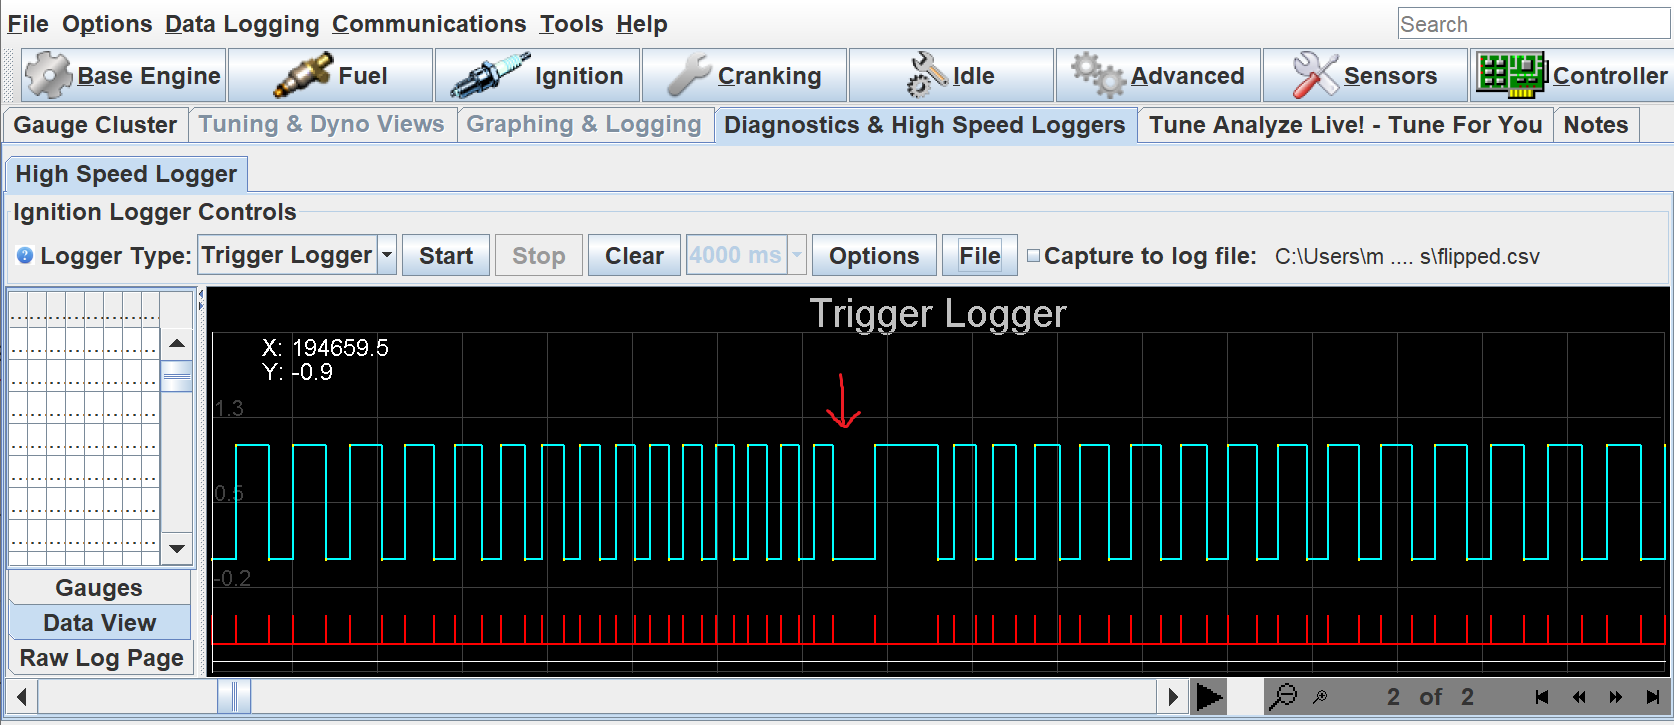 File Options Data Logging Communications Tools Help Search
Base Engine Fuel Ignition Cranking Idle Advanced Sensors Controller
Gauge Cluster Tuning & Dyno Views Graphing & Logging Diagnostics & High Speed Loggers Tune Analyze Live! - Tune For You Notes
High Speed Logger
Ignition Logger Controls
? Logger Type: Trigger Logger Start Stop Clear 4000 ms Options File Capture to log file: C:\Users\m .... s\flipped.csv
Trigger Logger
X: 194659.5
Y: -0.9
1.3
0.5
-0.2
Gauges
Data View
Raw Log Page
2 of 2